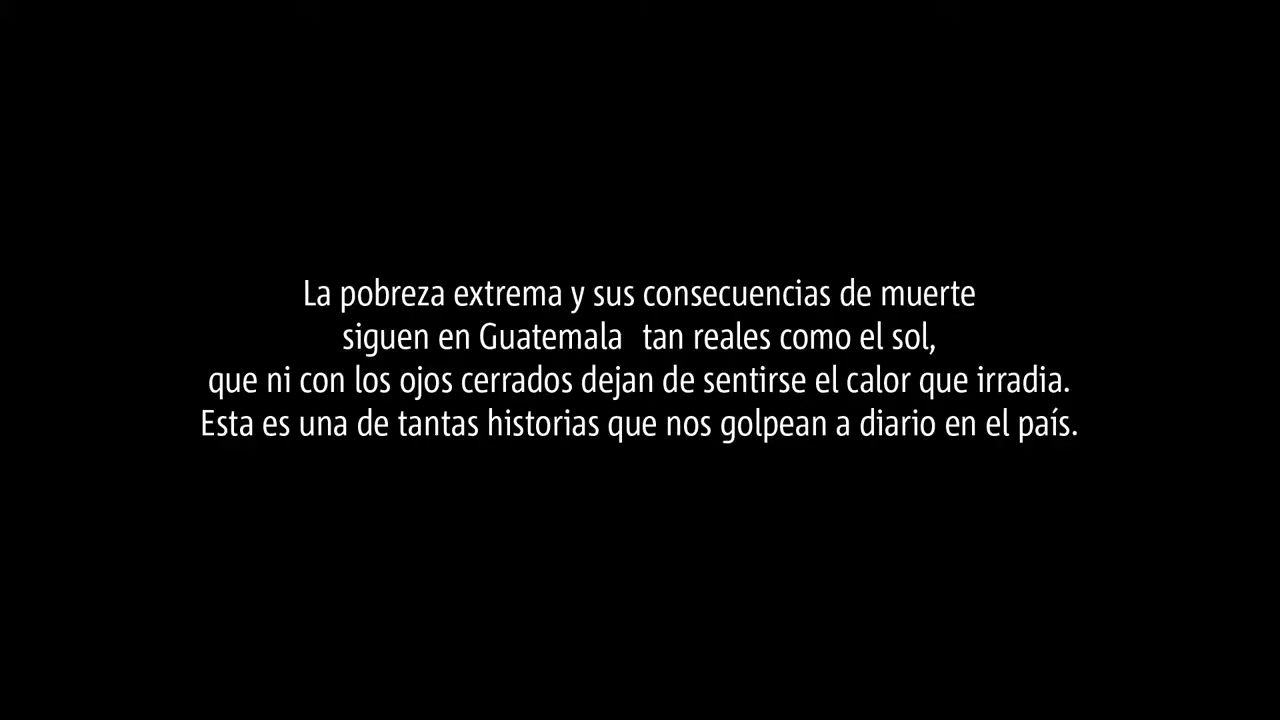 La pobreza extrema y sus consecuencias de muerte
siguen en Guatemala tan reales como el sol,
que ni con los ojos cerrados dejan de sentirse el calor que irradia.
Esta es una de tantas historias que nos golpean a diario en el país.